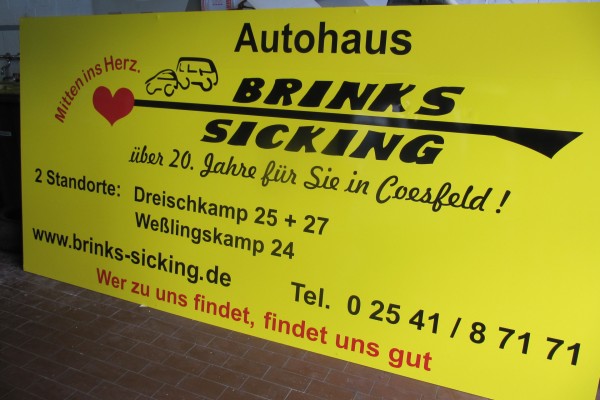 Autohaus
Mitten ins Herz.
BRINKS
SICKING
über 20. Jahre für Sie in Coesfeld !
2 Standorte: Dreischkamp 25 + 27
Weßlingskamp 24
www.brinks-sicking.de
Tel. 0 25 41 / 8 71 71
Wer zu uns findet, findet uns gut